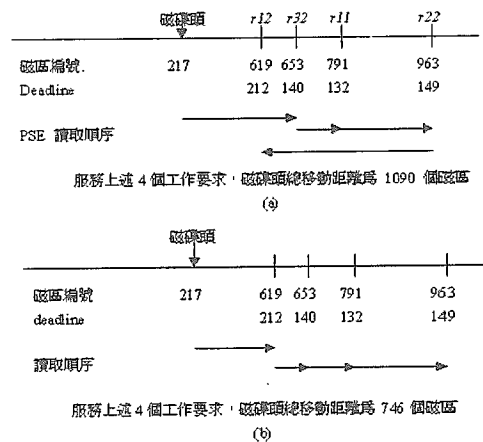 磁碟頭 r12 r32 r11 r22
磁區編號. 217 619 653 791 963
Deadline 212 140 132 149
PSE 讀取順序
服務上述 4 個工作要求，磁碟頭總移動距離為 1090 個磁區
(a)
磁碟頭
磁區編號 217 619 653 791 963
deadline 212 140 132 149
讀取順序
服務上述 4 個工作要求，磁碟頭總移動距離為 746 個磁區
(b)